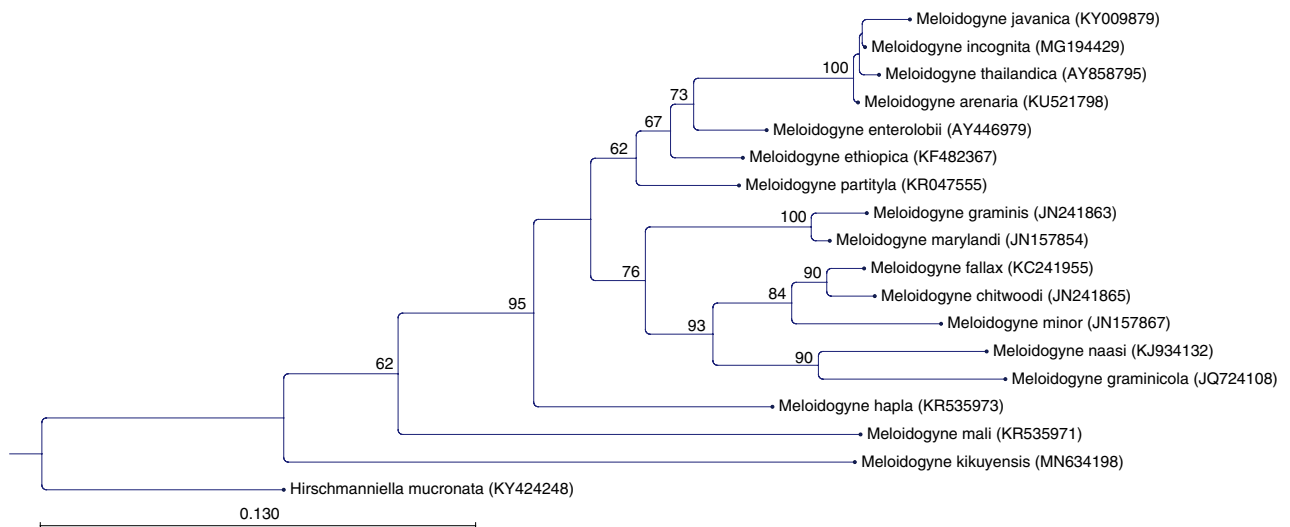 Meloidogyne javanica (KY009879)
Meloidogyne incognita (MG194429)
100
Meloidogyne thailandica (AY858795)
Meloidogyne arenaria (KU521798)
73
Meloidogyne enterolobii (AY446979)
67
Meloidogyne ethiopica (KF482367)
62
Meloidogyne partityla (KR047555)
100
Meloidogyne graminis (JN241863)
Meloidogyne marylandi (JN157854)
76
90
Meloidogyne fallax (KC241955)
84
Meloidogyne chitwoodi (JN241865)
95
93
Meloidogyne minor (JN157867)
90
Meloidogyne naasi (KJ934132)
62
Meloidogyne graminicola (JQ724108)
Meloidogyne hapla (KR535973)
Meloidogyne mali (KR535971)
Meloidogyne kikuyensis (MN634198)
Hirschmanniella mucronata (KY424248)
0.130